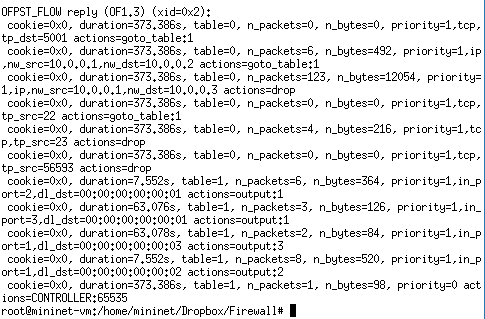 OFPST_FLOW reply (OF1.3) (xid=0x2):
 cookie=0x0, duration=373.386s, table=0, n_packets=0, n_bytes=0, priority=1,tcp,
tp_dst=5001 actions=goto_table:1
 cookie=0x0, duration=373.386s, table=0, n_packets=6, n_bytes=492, priority=1,ip
,nw_src=10.0.0.1,nw_dst=10.0.0.2 actions=goto_table:1
 cookie=0x0, duration=373.386s, table=0, n_packets=123, n_bytes=12054, priority=
1,ip,nw_src=10.0.0.1,nw_dst=10.0.0.3 actions=drop
 cookie=0x0, duration=373.386s, table=0, n_packets=0, n_bytes=0, priority=1,tcp,
tp_src=22 actions=goto_table:1
 cookie=0x0, duration=373.386s, table=0, n_packets=4, n_bytes=216, priority=1,tc
p,tp_src=23 actions=drop
 cookie=0x0, duration=373.386s, table=0, n_packets=0, n_bytes=0, priority=1,tcp,
tp_src=56593 actions=drop
 cookie=0x0, duration=7.552s, table=1, n_packets=6, n_bytes=364, priority=1,in_p
ort=2,dl_dst=00:00:00:00:00:01 actions=output:1
 cookie=0x0, duration=63.076s, table=1, n_packets=3, n_bytes=126, priority=1,in_
port=3,dl_dst=00:00:00:00:00:01 actions=output:1
 cookie=0x0, duration=63.078s, table=1, n_packets=2, n_bytes=84, priority=1,in_p
ort=1,dl_dst=00:00:00:00:00:03 actions=output:3
 cookie=0x0, duration=7.552s, table=1, n_packets=8, n_bytes=520, priority=1,in_p
ort=1,dl_dst=00:00:00:00:00:02 actions=output:2
 cookie=0x0, duration=373.386s, table=1, n_packets=1, n_bytes=98, priority=0 act
ions=CONTROLLER:65535
root@mininet-vm:/home/mininet/Dropbox/Firewall#